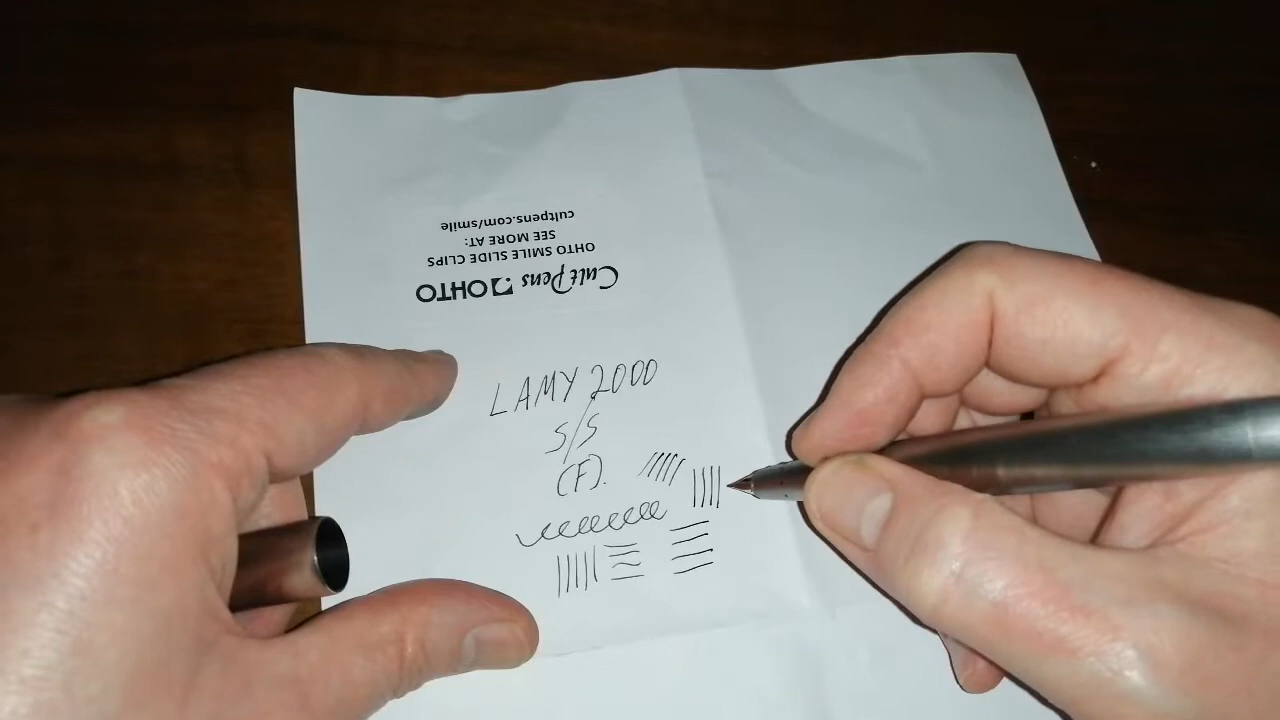 Cult Pens OHTO
OHTO SMILE SLIDE CLIPS
SEE MORE AT:
cultpens.com/smile
LAMY 2000
S/S
(F).